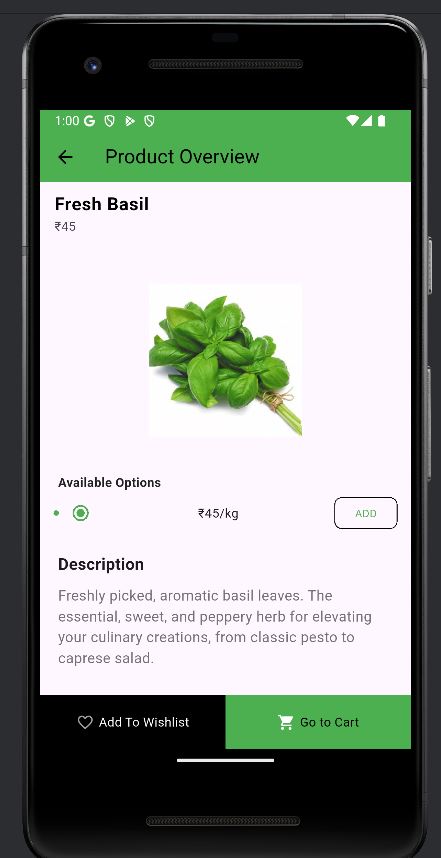 1:00
Product Overview
Fresh Basil
₹45
Available Options
₹45/kg ADD
Description
Freshly picked, aromatic basil leaves. The
essential, sweet, and peppery herb for elevating
your culinary creations, from classic pesto to
caprese salad.
Add To Wishlist Go to Cart